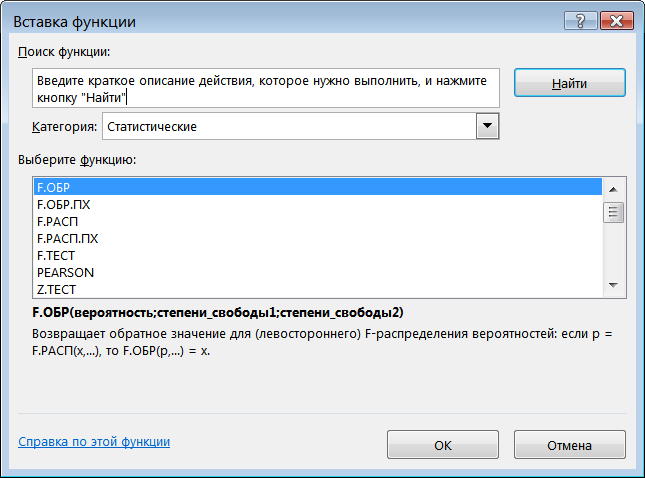 Вставка функции
Поиск функции:
Введите краткое описание действия, которое нужно выполнить, и нажмите
кнопку "Найти"
Найти
Категория: Статистические
Выберите функцию:
F.ОБР
F.ОБР.ПХ
F.РАСП
F.РАСП.ПХ
F.ТЕСТ
PEARSON
Z.ТЕСТ
F.ОБР(вероятность;степени_свободы1;степени_свободы2)
Возвращает обратное значение для (левостороннего) F-распределения вероятностей: если p =
F.РАСП(x,...), то F.ОБР(p,...) = x.
Справка по этой функции
ОК
Отмена